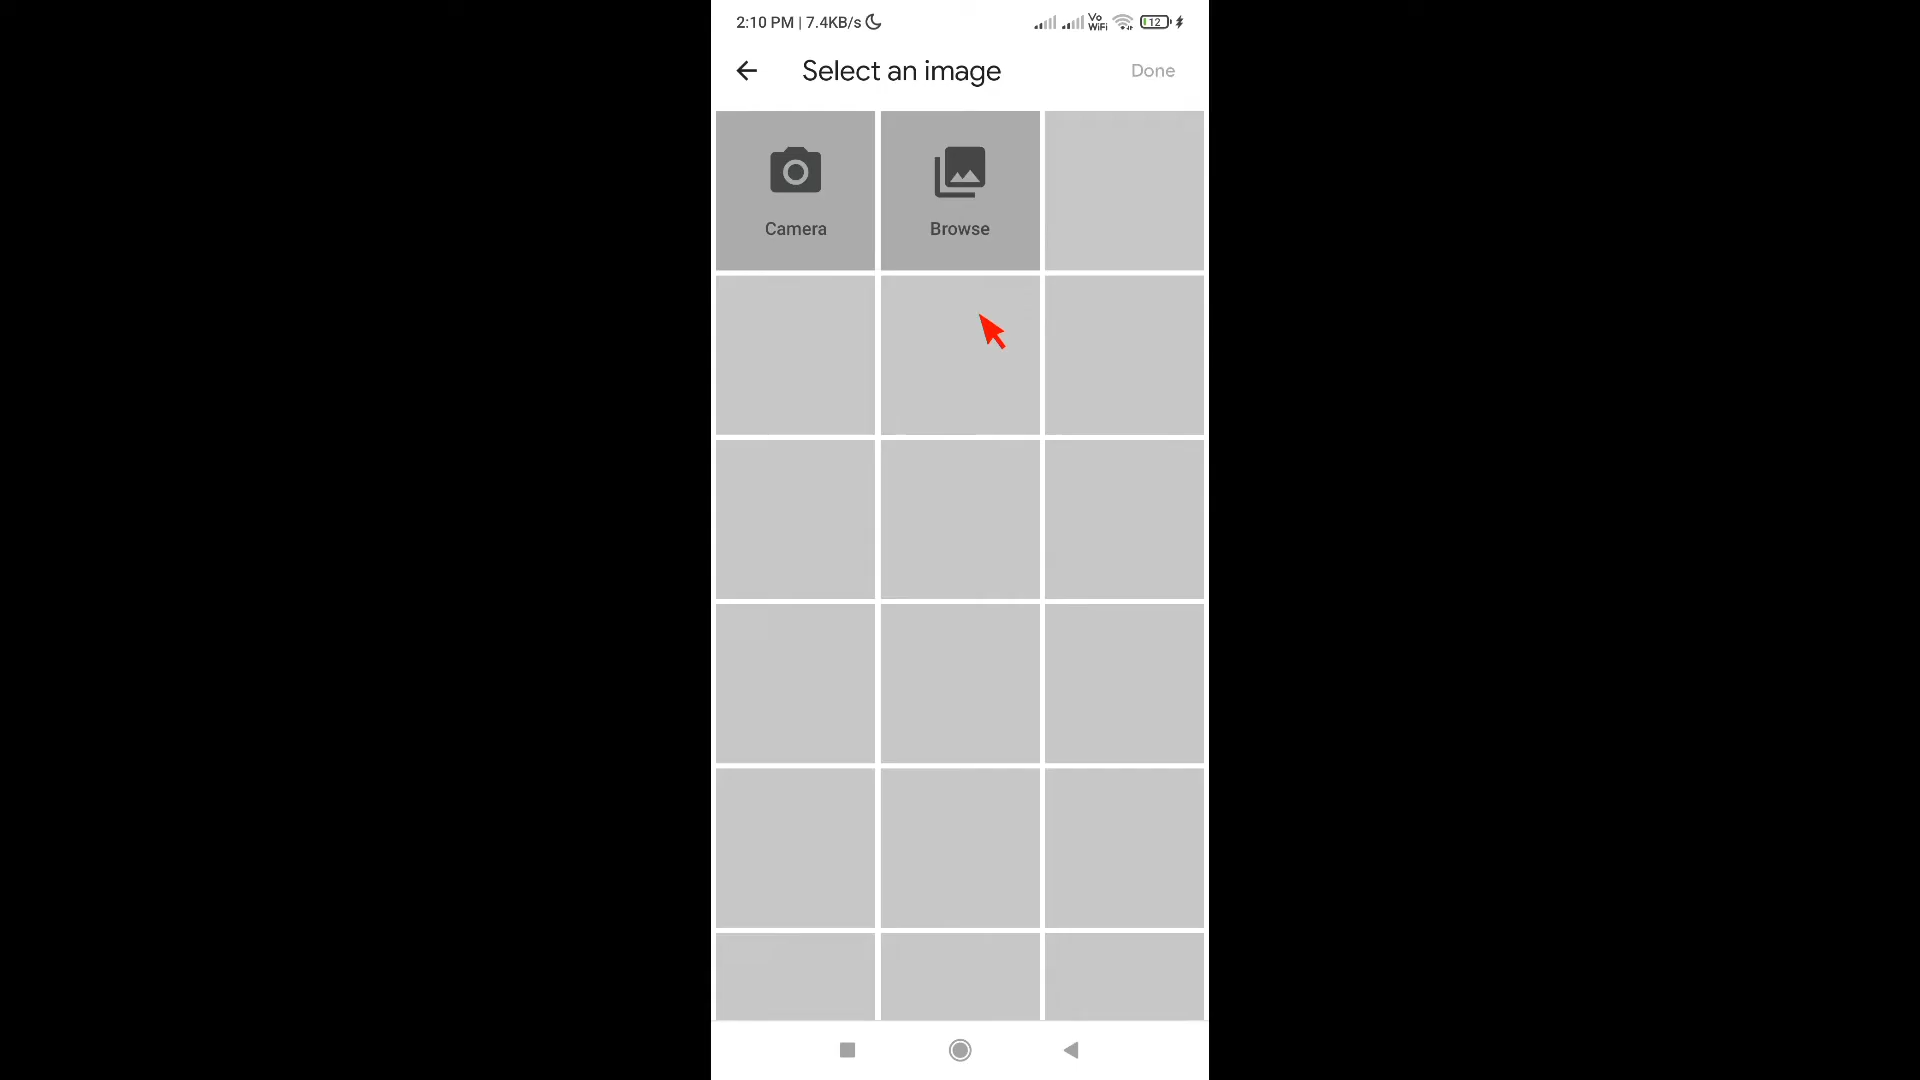 2:10 PM | 7.4KB/s
Vo
WiFi
12
Select an image
Done
Camera
Browse